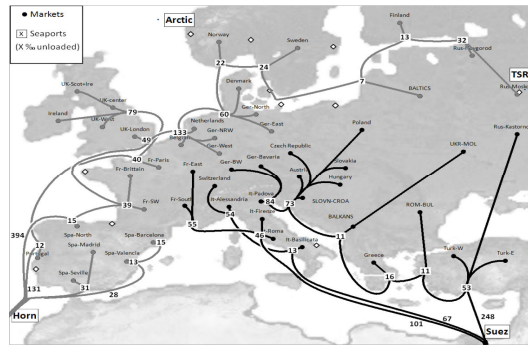 Markets
x Seaports
(X ‰ unloaded)
Arctic
Finland
Norway
Sweden
13
32
Rus-Novgorod
22
24
TSR
Rus-Moskow
UK-Scot+Ire
Denmark
7
BALTICS
UK-center
Ger-North
60
Rus-Kastorne
Ireland
79
UK-West
Netherlands
Ger-East
Poland
UK-London
133
Ger-NRW
49
Belgium
Ger-West
Czech Republic
UKR-MOL
40
Fr-Paris
Fr-East
Ger-BW
Ger-Bavaria
Slovakia
Fr-Brittain
Switzerland
Austria
Hungary
It-Alessandria
It-Padova
SLOVN-CROA
39
Fr-SW
Fr-South
84
73
ROM-BUL
54
It-Firenze
BALKANS
15
Spa-North
Spa-Barcelona
55
46
It-Roma
11
394
12
Spa-Madrid
15
It-Basilicata
Turk-W
Turk-E
Portugal
Spa-Valencia
13
13
Greece
16
11
Spa-Seville
31
53
131
28
Horn
67
248
101
Suez